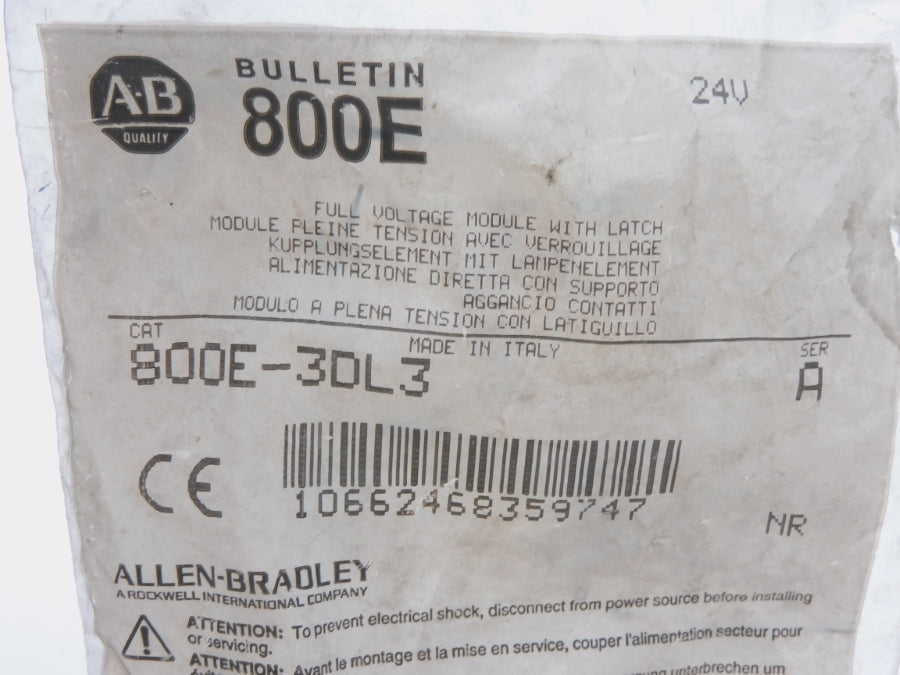 A·B
QUALITY
BULLETIN
800E
24V
FULL VOLTAGE MODULE WITH LATCH
MODULE PLEINE TENSION AVEC VERROUILLAGE
KUPPLUNGSELEMENT MIT LAMPENELEMENT
ALIMENTAZIONE DIRETTA CON SUPPORTO
AGGANCIO CONTATTI
MODULO A PLENA TENSION CON LATIGUILLO
CAT
MADE IN ITALY
SER
800E-3DL3
A
CE
10662468359747
NR
ALLEN-BRADLEY
A ROCKWELL INTERNATIONAL COMPANY
ATTENTION: To prevent electrical shock, disconnect from power source before installing
or servicing.
ATTENTION: Avant le montage et la mise en service, couper l'alimentation secteur pour
unterbrechen um